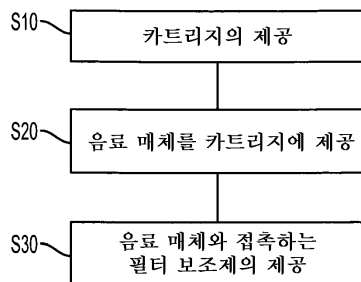 S10
카트리지의 제공
S20
음료 매체를 카트리지에 제공
S30
음료 매체와 접촉하는
필터 보조제의 제공